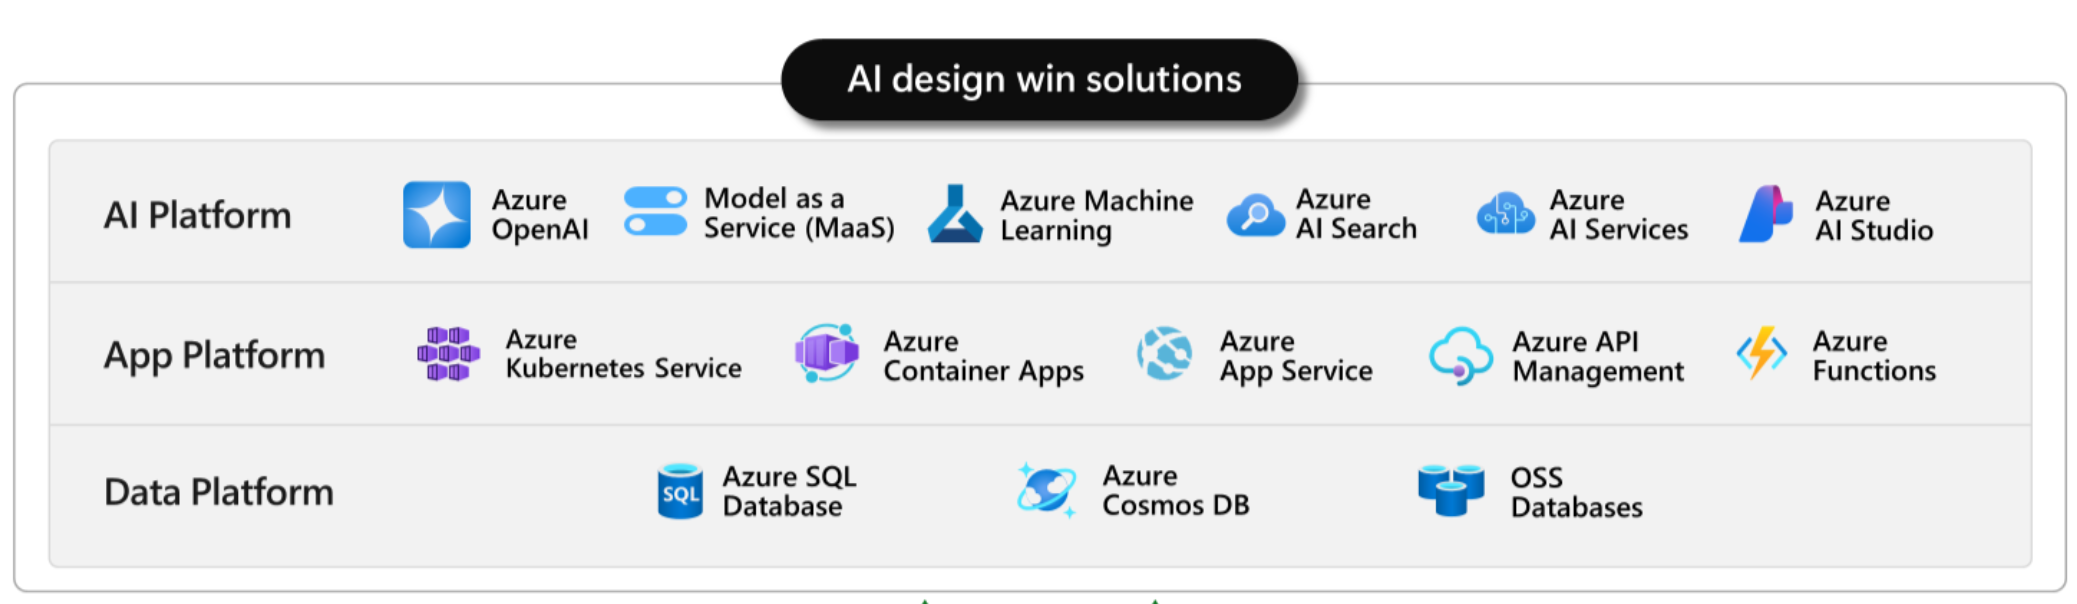 AI design win solutions
AI Platform
Azure
OpenAI
Model as a
Service (MaaS)
Azure Machine
Learning
Azure
AI Search
Azure
AI Services
Azure
AI Studio
App Platform
Azure
Kubernetes Service
Azure
Container Apps
Azure
App Service
Azure API
Management
Azure
Functions
Data Platform
SQL
Azure SQL
Database
Azure
Cosmos DB
OSS
Databases